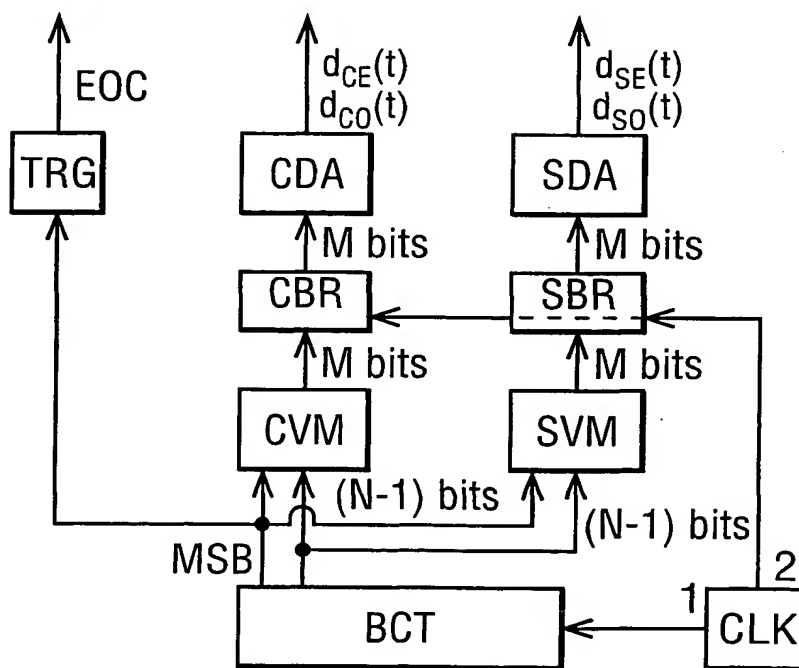 EOC
d_CE(t)
d_CO(t)
d_SE(t)
d_SO(t)
TRG
CDA
SDA
M bits
M bits
CBR
SBR
M bits
M bits
CVM
SVM
(N-1) bits
(N-1) bits
MSB
2
1
BCT
CLK